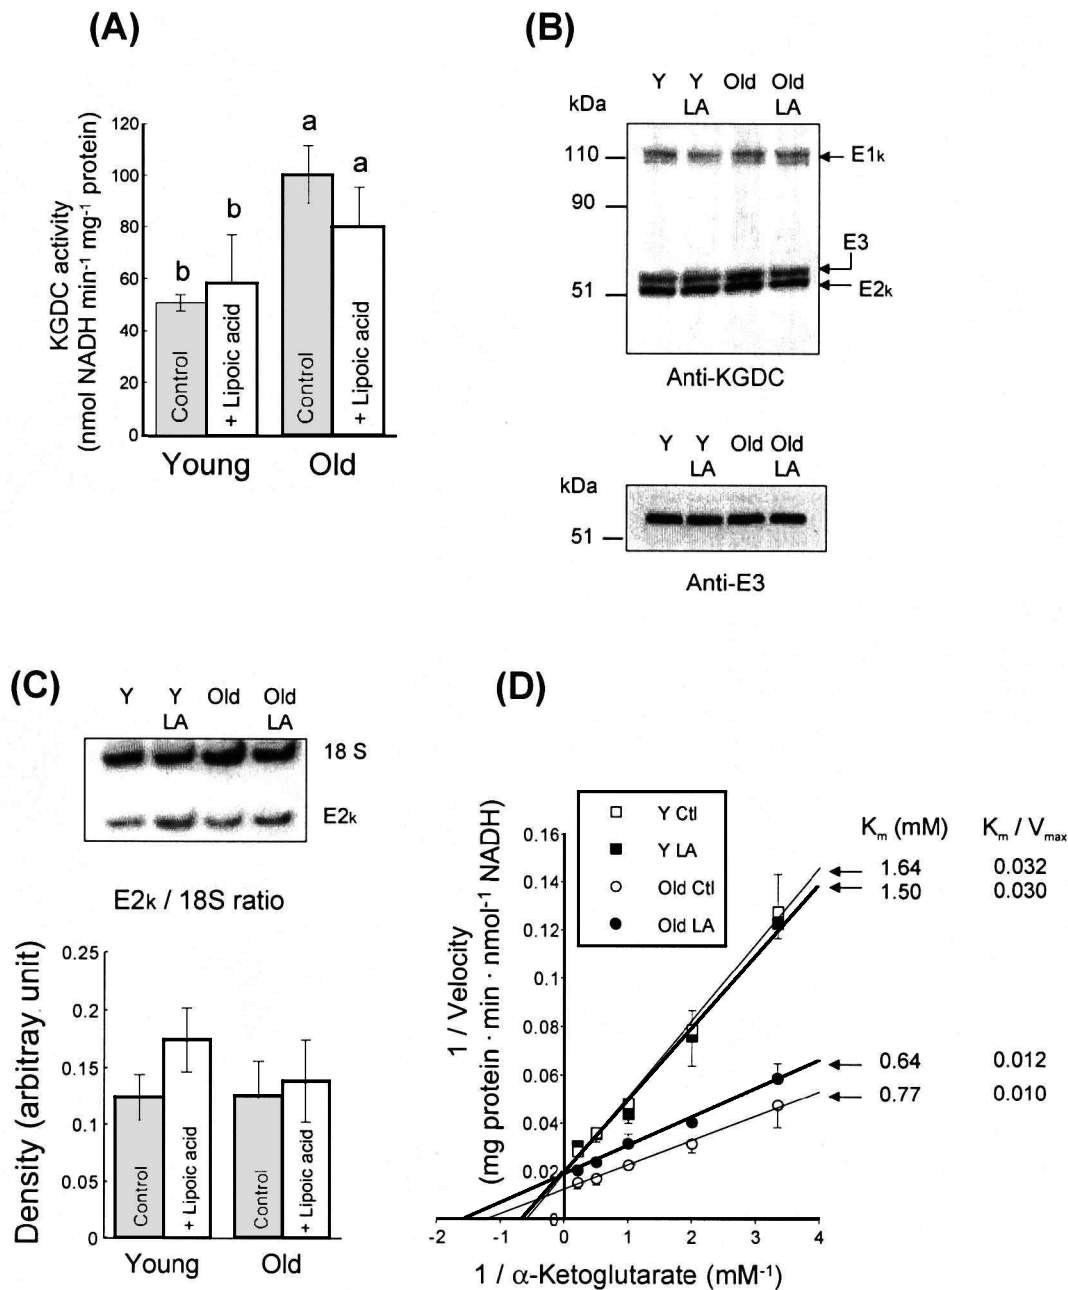 (A)
KGDC activity
(nmol NADH min-1 mg-1 protein)
120
100
80
60
40
20
0
b
b
a
a
Control
+ Lipoic acid
Control
+ Lipoic acid
Young
Old
(B)
Y Y Old Old
LA LA
kDa
110
90
51
E1k
E3
E2k
Anti-KGDC
Y Y Old Old
LA LA
kDa
51
Anti-E3
(C)
Y Y Old Old
LA LA
18 S
E2k
E2k / 18S ratio
Density (arbitray unit)
0.25
0.2
0.15
0.1
0.05
0
Control
+ Lipoic acid
Control
+ Lipoic acid
Young
Old
(D)
1 / Velocity
(mg protein · min · nmol-1 NADH)
Y Ctl
Y LA
Old Ctl
Old LA
0.16
0.14
0.12
0.1
0.08
0.06
0.04
0.02
0
-2 -1 0 1 2 3 4
1 / α-Ketoglutarate (mM-1)
Km (mM) Km / Vmax
1.64 0.032
1.50 0.030
0.64 0.012
0.77 0.010